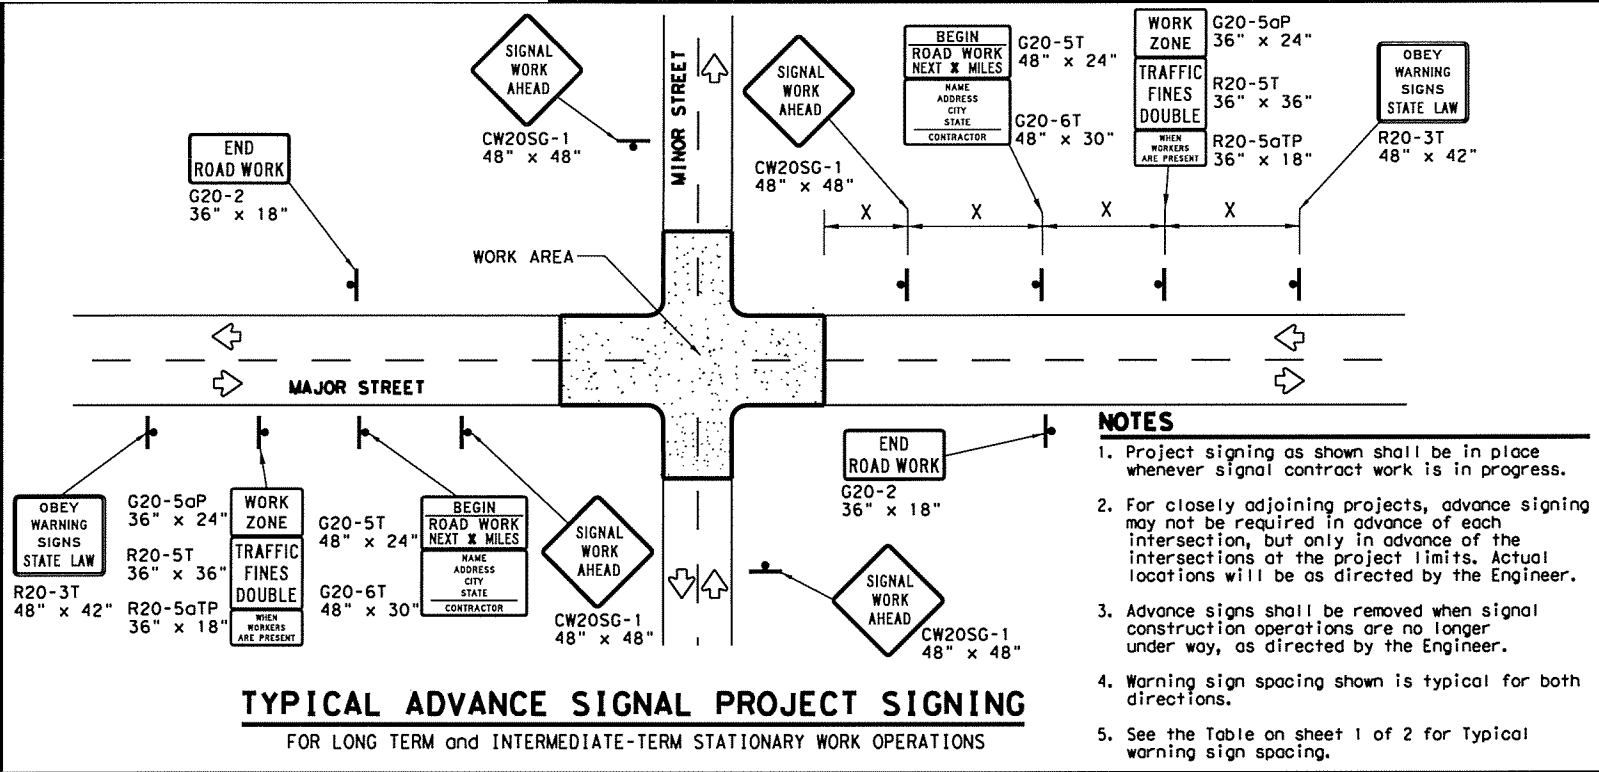 SIGNAL
WORK
AHEAD
CW20SG-1
48" x 48"
END
ROAD WORK
G20-2
36" x 18"
MINOR STREET
WORK AREA
SIGNAL
WORK
AHEAD
CW20SG-1
48" x 48"
BEGIN
ROAD WORK
NEXT X MILES
NAME
ADDRESS
CITY
STATE
CONTRACTOR
G20-5T
48" x 24"
G20-6T
48" x 30"
WORK
ZONE
TRAFFIC
FINES
DOUBLE
WHEN
WORKERS
ARE PRESENT
G20-5aP
36" x 24"
R20-5T
36" x 36"
R20-5aTP
36" x 18"
OBEY
WARNING
SIGNS
STATE LAW
R20-3T
48" x 42"
X
X
X
X
MAJOR STREET
OBEY
WARNING
SIGNS
STATE LAW
R20-3T
48" x 42"
G20-5aP
36" x 24"
R20-5T
36" x 36"
R20-5aTP
36" x 18"
WORK
ZONE
TRAFFIC
FINES
DOUBLE
WHEN
WORKERS
ARE PRESENT
G20-5T
48" x 24"
G20-6T
48" x 30"
BEGIN
ROAD WORK
NEXT X MILES
NAME
ADDRESS
CITY
STATE
CONTRACTOR
SIGNAL
WORK
AHEAD
CW20SG-1
48" x 48"
END
ROAD WORK
G20-2
36" x 18"
SIGNAL
WORK
AHEAD
CW20SG-1
48" x 48"
TYPICAL ADVANCE SIGNAL PROJECT SIGNING
FOR LONG TERM and INTERMEDIATE-TERM STATIONARY WORK OPERATIONS
NOTES
1. Project signing as shown shall be in place
whenever signal contract work is in progress.
2. For closely adjoining projects, advance signing
may not be required in advance of each
intersection, but only in advance of the
intersections at the project limits. Actual
locations will be as directed by the Engineer.
3. Advance signs shall be removed when signal
construction operations are no longer
under way, as directed by the Engineer.
4. Warning sign spacing shown is typical for both
directions.
5. See the Table on sheet 1 of 2 for Typical
warning sign spacing.